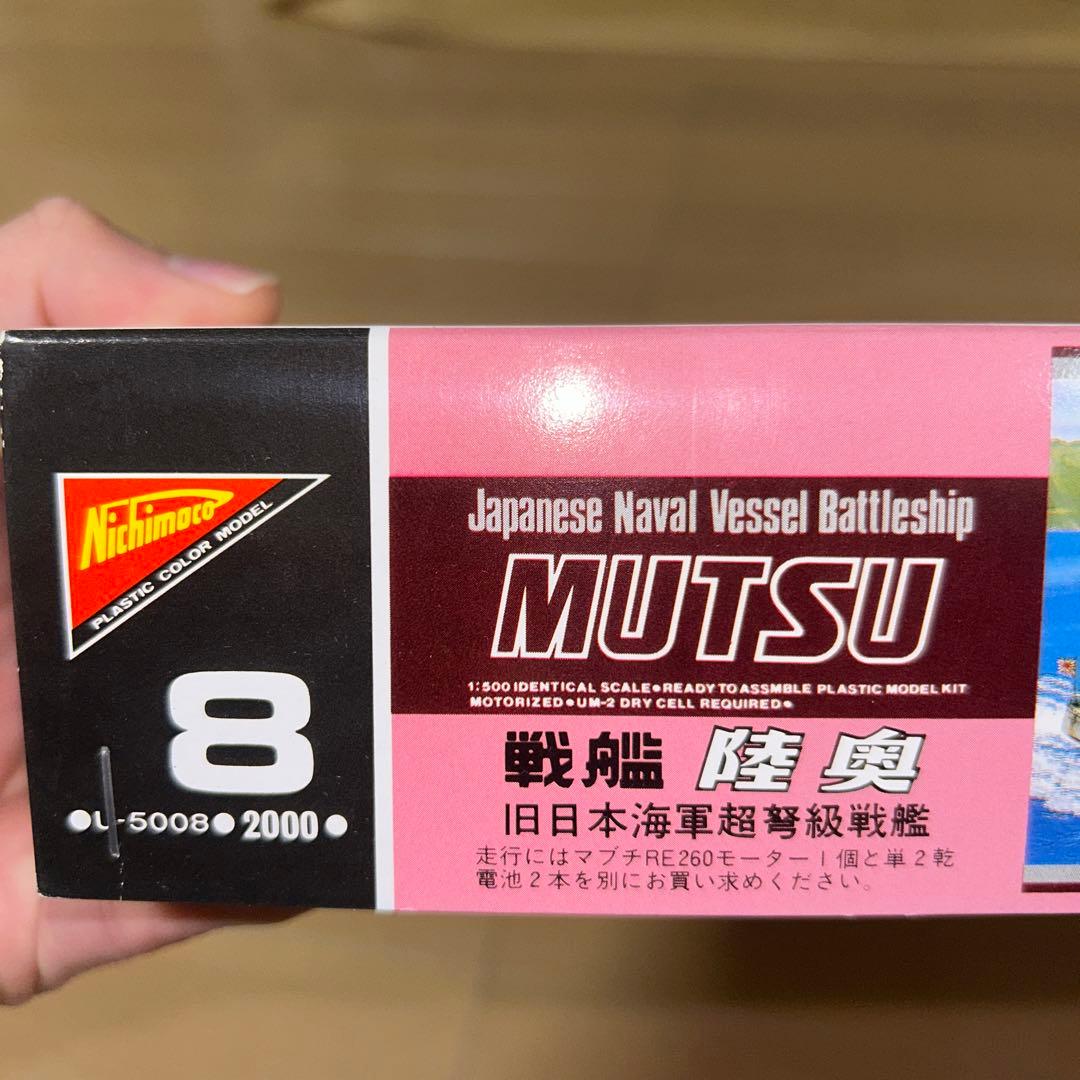 Nichimoco
PLASTIC COLOR MODEL
8
●U-5008●2000●
Japanese Naval Vessel Battleship
MUTSU
1:500 IDENTICAL SCALE●READY TO ASSMBLE PLASTIC MODEL KIT
MOTORIZED●UM-2 DRY CELL REQUIRED●
戦艦 陸奥
旧日本海軍超弩級戦艦
走行にはマブチRE260モーター1個と単2乾
電池2本を別にお買い求めください。